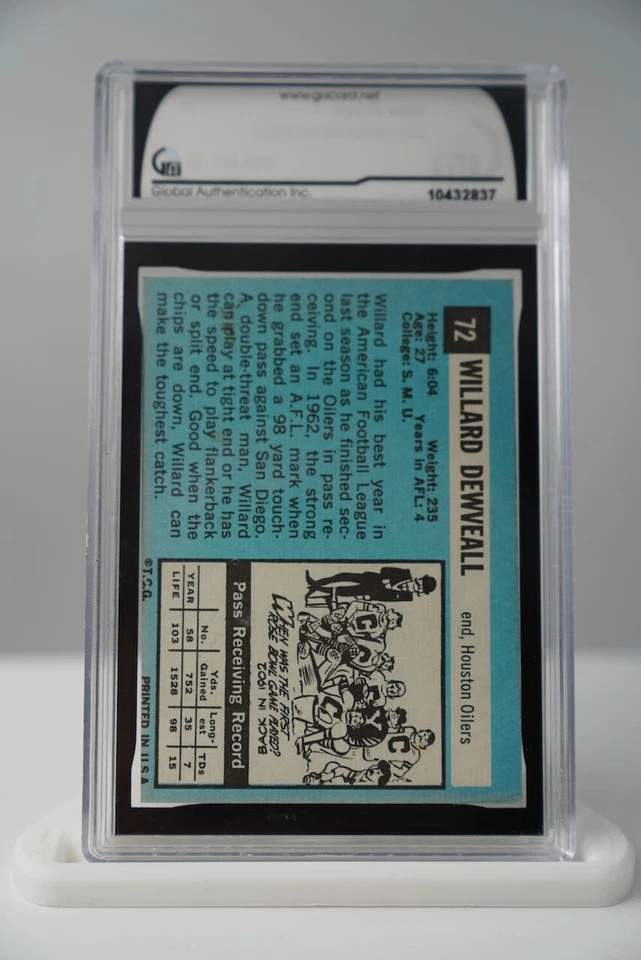 www.gacard.net
Global Authentication Inc.
10432837
72 WILLARD DEWVEALL end, Houston Oilers
Height: 6:04 Weight: 235
Age: 27 Years in AFL: 4
College: S. M. U.
Willard had his best year in
the American Football League
last season as he finished sec-
ond on the Oilers in pass re-
ceiving. In 1962, the strong
end set an A.F.L. mark when
he grabbed a 98 yard touch-
down pass against San Diego.
A double-threat man, Willard
can play at tight end or he has
the speed to play flankerback
or split end. Good when the
chips are down, Willard can
make the toughest catch.
WHEN WAS THE FIRST
ROSE BOWL GAME PLAYED?
BACK IN 1902
C
C
C
C
Pass Receiving Record
No. Yds. Gained Long-est TDs
YEAR 58 752 35 7
LIFE 103 1528 98 15
©T.C.G. PRINTED IN U.S.A